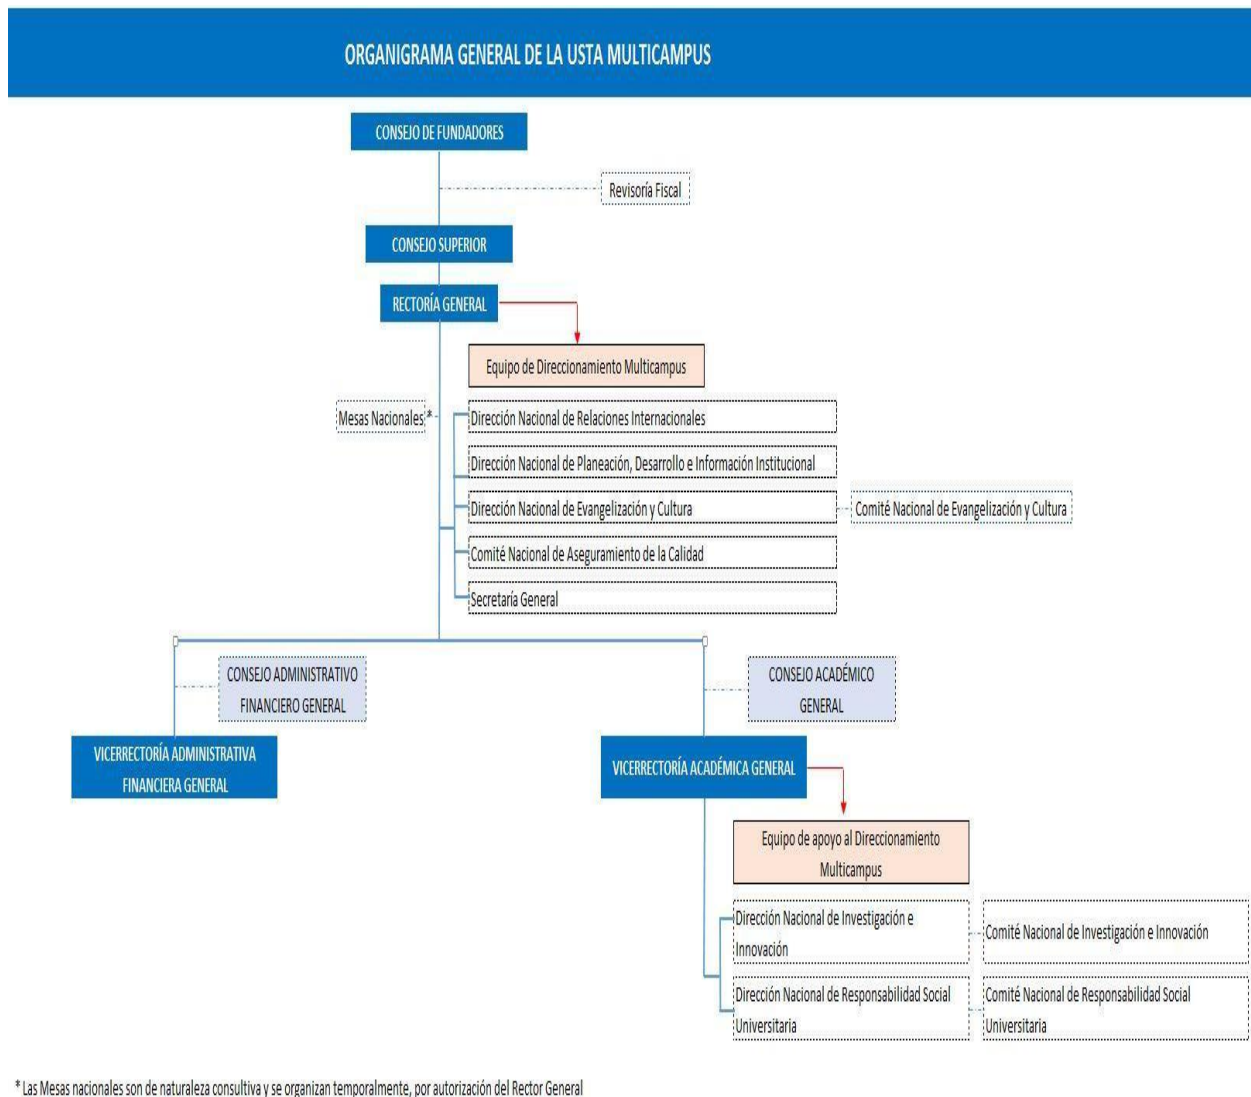 ORGANIGRAMA GENERAL DE LA USTA MULTICAMPUS
CONSEJO DE FUNDADORES
Revisoría Fiscal
CONSEJO SUPERIOR
RECTORÍA GENERAL
Equipo de Direccionamiento Multicampus
Mesas Nacionales *
Dirección Nacional de Relaciones Internacionales
Dirección Nacional de Planeación, Desarrollo e Información Institucional
Dirección Nacional de Evangelización y Cultura
Comité Nacional de Evangelización y Cultura
Comité Nacional de Aseguramiento de la Calidad
Secretaría General
CONSEJO ADMINISTRATIVO
FINANCIERO GENERAL
CONSEJO ACADÉMICO
GENERAL
VICERRECTORÍA ADMINISTRATIVA
FINANCIERA GENERAL
VICERRECTORÍA ACADÉMICA GENERAL
Equipo de apoyo al Direccionamiento
Multicampus
Dirección Nacional de Investigación e
Innovación
Comité Nacional de Investigación e Innovación
Dirección Nacional de Responsabilidad Social
Universitaria
Comité Nacional de Responsabilidad Social
Universitaria
* Las Mesas nacionales son de naturaleza consultiva y se organizan temporalmente, por autorización del Rector General